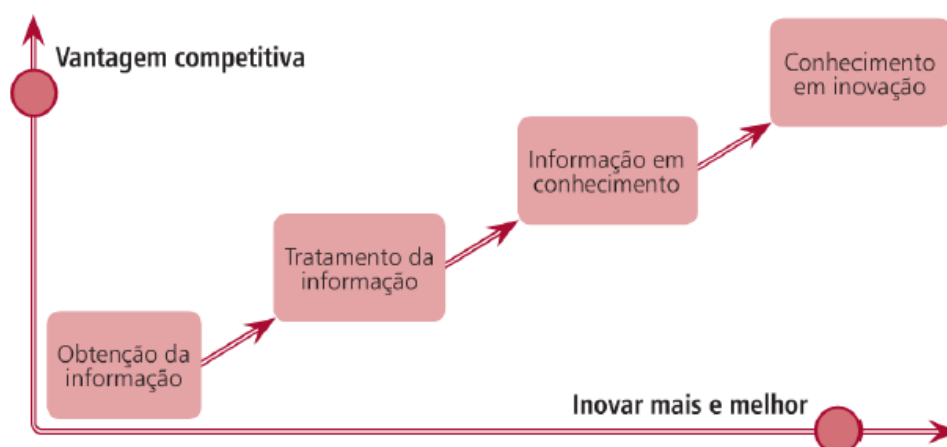 Vantagem competitiva
Conhecimento
em inovação
Informação em
conhecimento
Tratamento da
informação
Obtenção da
informação
Inovar mais e melhor